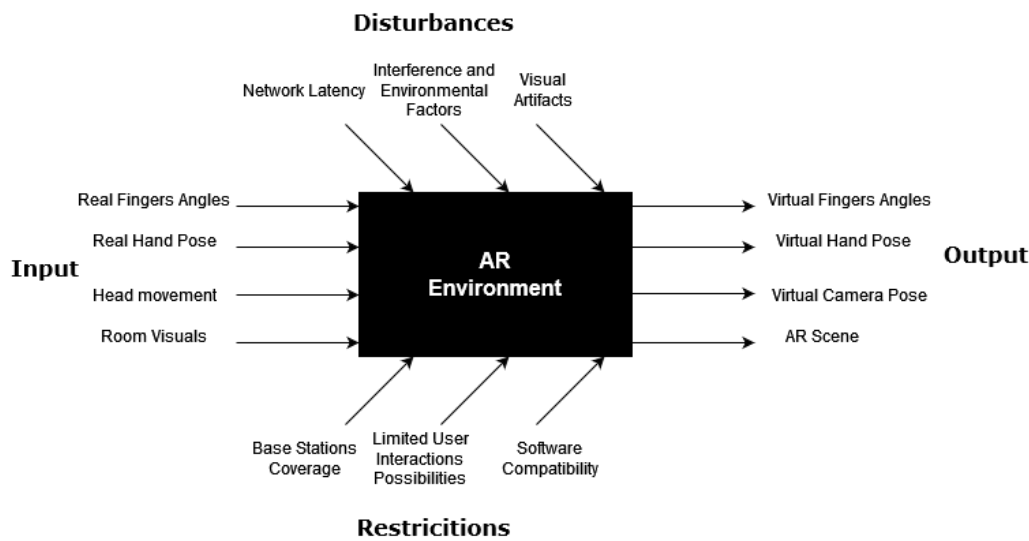 Disturbances
Network Latency
Interference and
Environmental
Factors
Visual
Artifacts
Input
Real Fingers Angles
Real Hand Pose
Head movement
Room Visuals
AR
Environment
Virtual Fingers Angles
Virtual Hand Pose
Virtual Camera Pose
AR Scene
Output
Base Stations
Coverage
Limited User
Interactions
Possibilities
Software
Compatibility
Restricitions